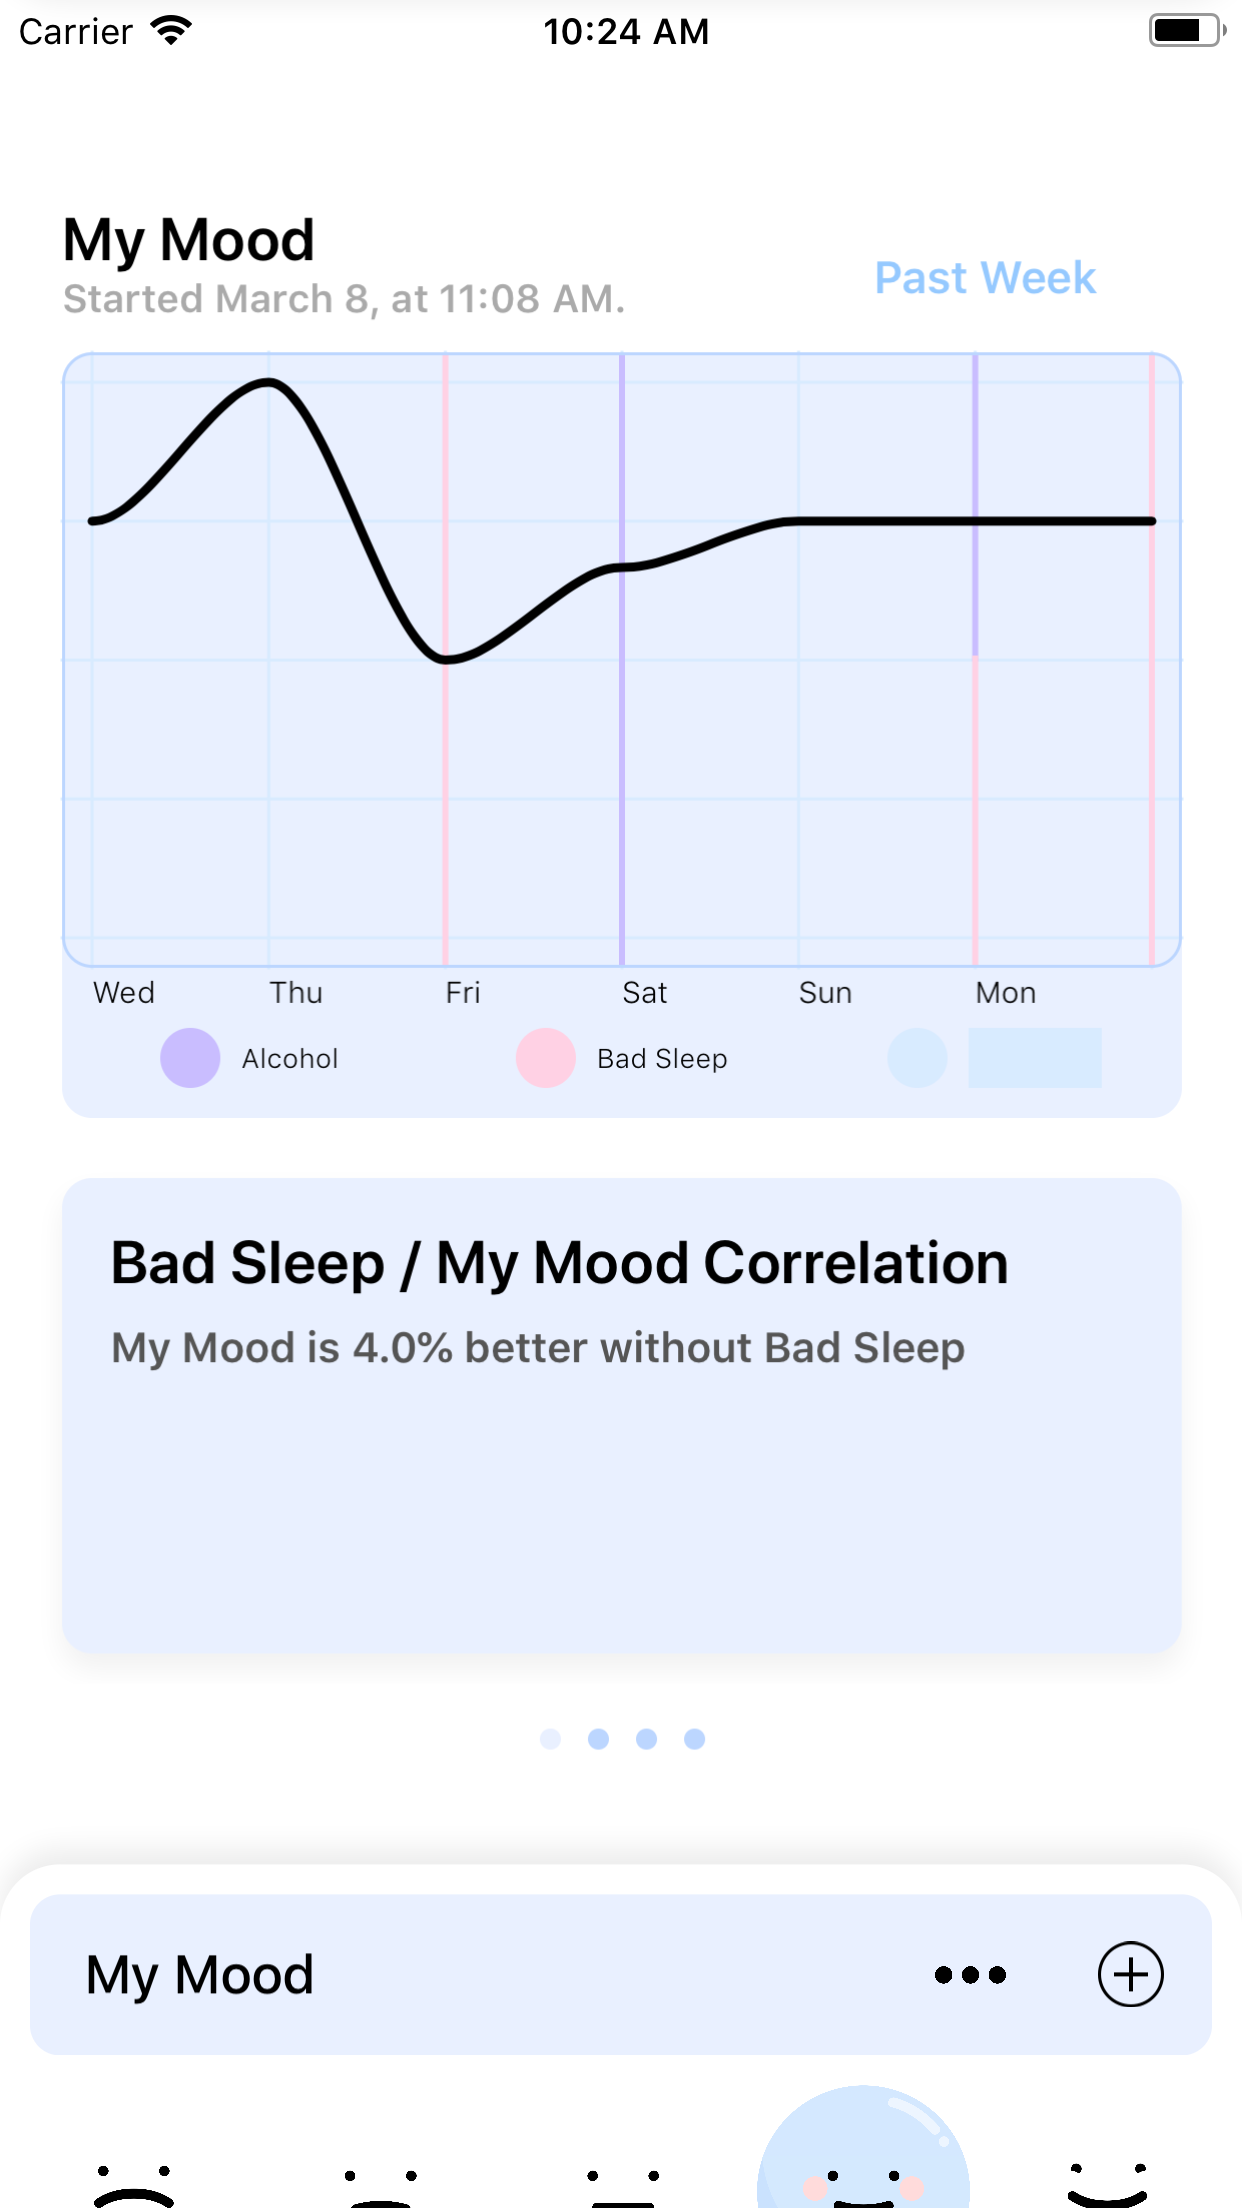 Carrier 10:24 AM
My Mood
Started March 8, at 11:08 AM.
Past Week
Wed Thu Fri Sat Sun Mon
Alcohol Bad Sleep
Bad Sleep / My Mood Correlation
My Mood is 4.0% better without Bad Sleep
My Mood